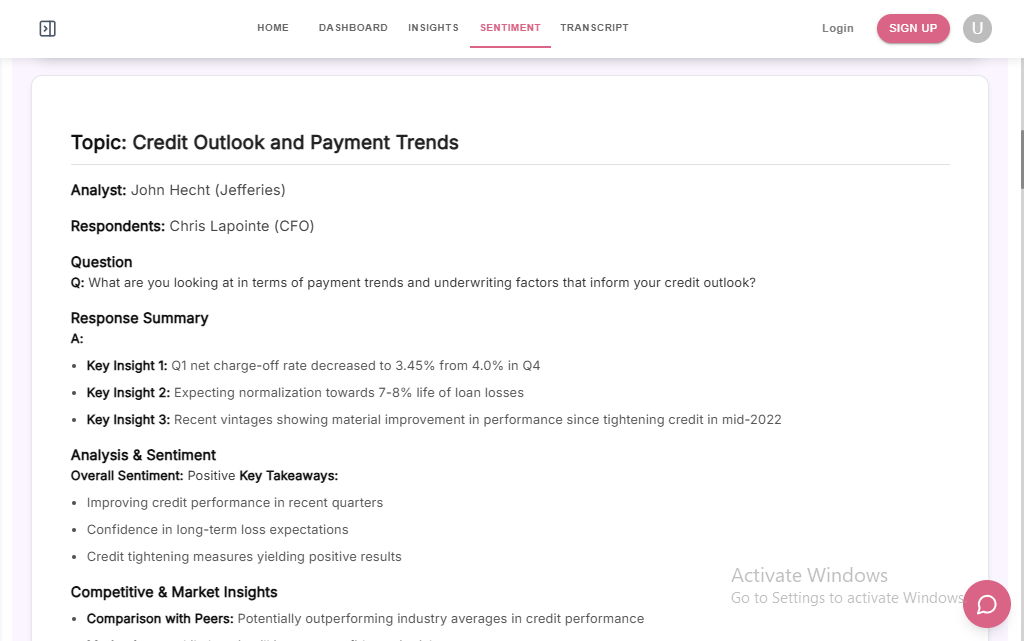 HOME DASHBOARD INSIGHTS SENTIMENT TRANSCRIPT Login SIGN UP U
Topic: Credit Outlook and Payment Trends
Analyst: John Hecht (Jefferies)
Respondents: Chris Lapointe (CFO)
Question
Q: What are you looking at in terms of payment trends and underwriting factors that inform your credit outlook?
Response Summary
A:
• Key Insight 1: Q1 net charge-off rate decreased to 3.45% from 4.0% in Q4
• Key Insight 2: Expecting normalization towards 7-8% life of loan losses
• Key Insight 3: Recent vintages showing material improvement in performance since tightening credit in mid-2022
Analysis & Sentiment
Overall Sentiment: Positive Key Takeaways:
• Improving credit performance in recent quarters
• Confidence in long-term loss expectations
• Credit tightening measures yielding positive results
Competitive & Market Insights
• Comparison with Peers: Potentially outperforming industry averages in credit performance
Activate Windows
Go to Settings to activate Windows